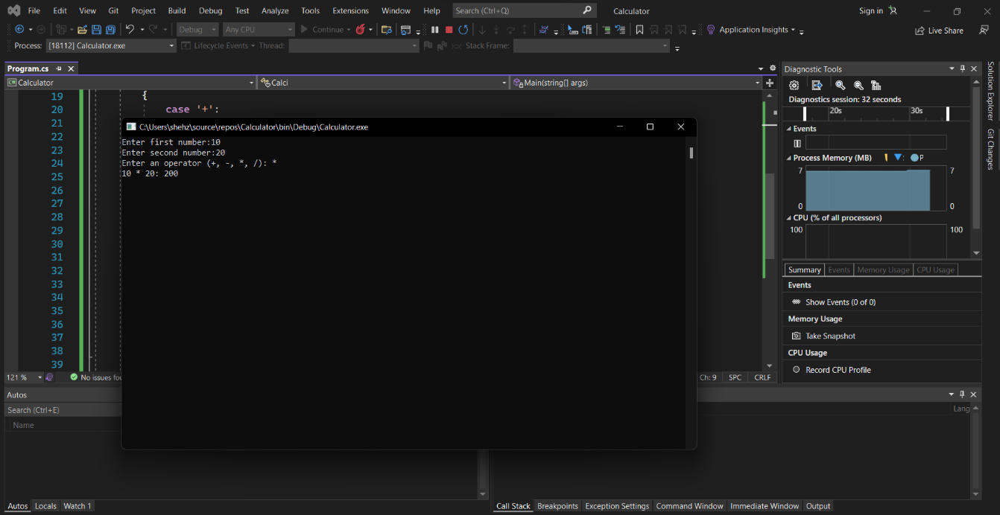 File Edit View Git Project Build Debug Test Analyze Tools Extensions Window Help Search (Ctrl+Q) Calculator Sign in
Debug Any CPU Continue Application Insights Live Share
Process: [18112] Calculator.exe Lifecycle Events Thread: Stack Frame:
Program.cs
Calculator Calci Main(string[] args)
19 {
20 case '+':
21
22
23
24
25
26
27
28
29
30
31
32
33
34
35
36
37
38
39
C:\Users\shehz\source\repos\Calculator\bin\Debug\Calculator.exe
Enter first number:10
Enter second number:20
Enter an operator (+, -, *, /): *
10 * 20: 200
121 % No issues fou Ch: 9 SPC CRLF
Diagnostic Tools
Diagnostics session: 32 seconds
20s 30s
Events
Process Memory (MB) P
7 7
0 0
CPU (% of all processors)
100 100
Summary Events Memory Usage CPU Usage
Events
Show Events (0 of 0)
Memory Usage
Take Snapshot
CPU Usage
Record CPU Profile
Solution Explorer
Git Changes
Autos
Search (Ctrl+E)
Name
Lang
Autos Locals Watch 1
Call Stack Breakpoints Exception Settings Command Window Immediate Window Output